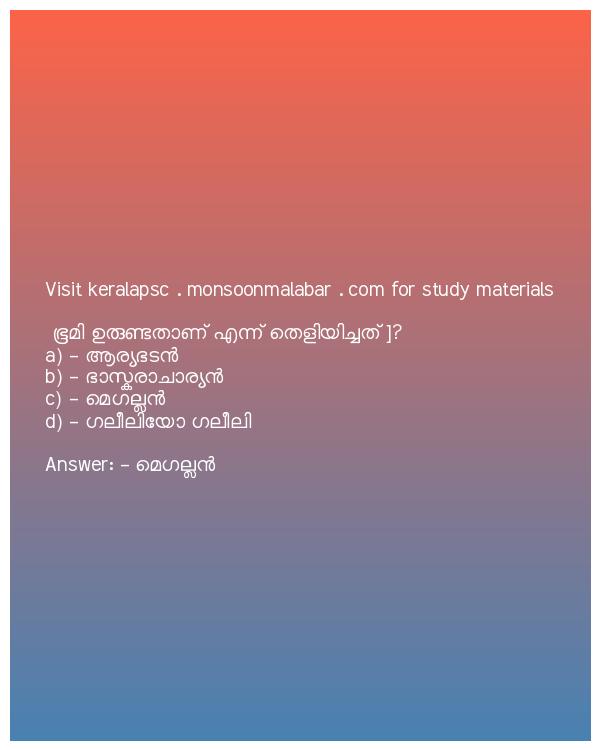 Visit keralapsc . monsoonmalabar . com for study materials
ഭൂമി ഉരുണ്ടതാണ് എന്ന് തെളിയിച്ചത് ]?
a) - ആര്യഭടൻ
b) - ഭാസ്കരാചാര്യൻ
c) - മെഗല്ലൻ
d) - ഗലീലിയോ ഗലീലി
Answer: - മെഗല്ലൻ